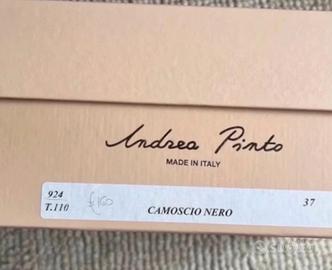 Andrea Pinto
MADE IN ITALY
924
T.110
€160
CAMOSCIO NERO
37